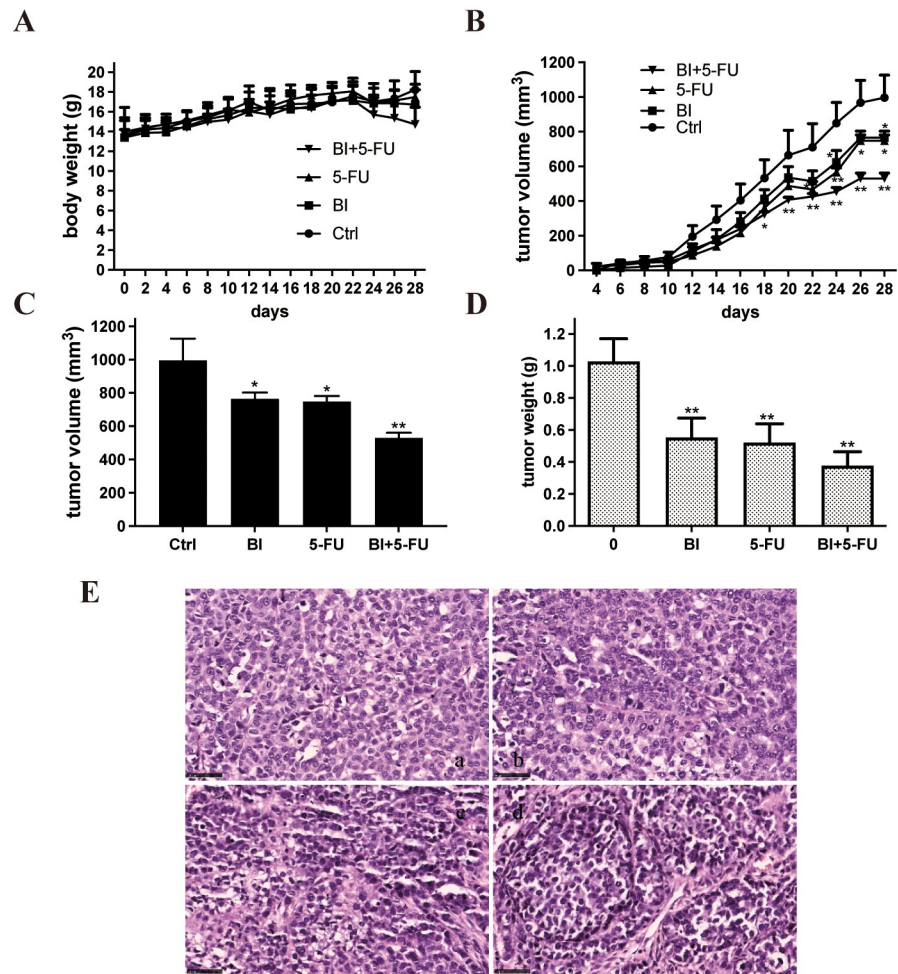 A
B
body weight (g)
20
18
16
14
12
10
8
6
4
2
0
BI+5-FU
5-FU
BI
Ctrl
0 2 4 6 8 10 12 14 16 18 20 22 24 26 28
days
tumor volume (mm3)
1200
1000
800
600
400
200
0
BI+5-FU
5-FU
BI
Ctrl
* ** ** * ** ** * * ** * * **
4 6 8 10 12 14 16 18 20 22 24 26 28
days
C
D
tumor volume (mm3)
1200
1000
800
600
400
200
0
* * **
Ctrl BI 5-FU BI+5-FU
tumor weight (g)
1.2
1.0
0.8
0.6
0.4
0.2
0.0
** ** **
0 BI 5-FU BI+5-FU
E
a b
c d